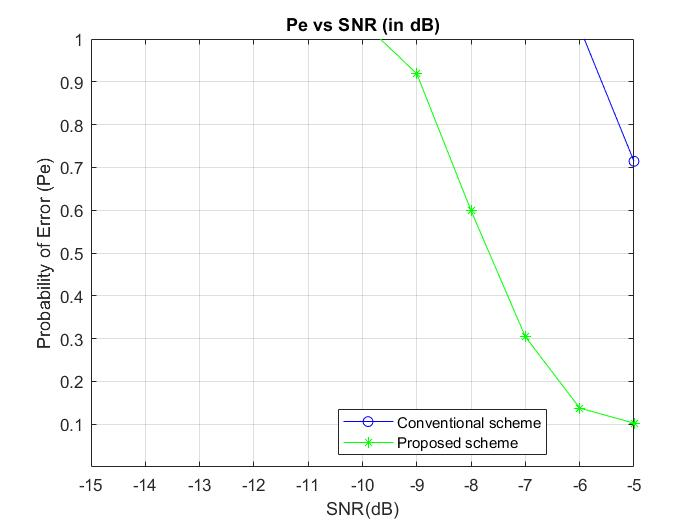 Pe vs SNR (in dB)
1
0.9
0.8
0.7
0.6
0.5
0.4
0.3
0.2
0.1
Probability of Error (Pe)
Conventional scheme
Proposed scheme
-15 -14 -13 -12 -11 -10 -9 -8 -7 -6 -5
SNR(dB)